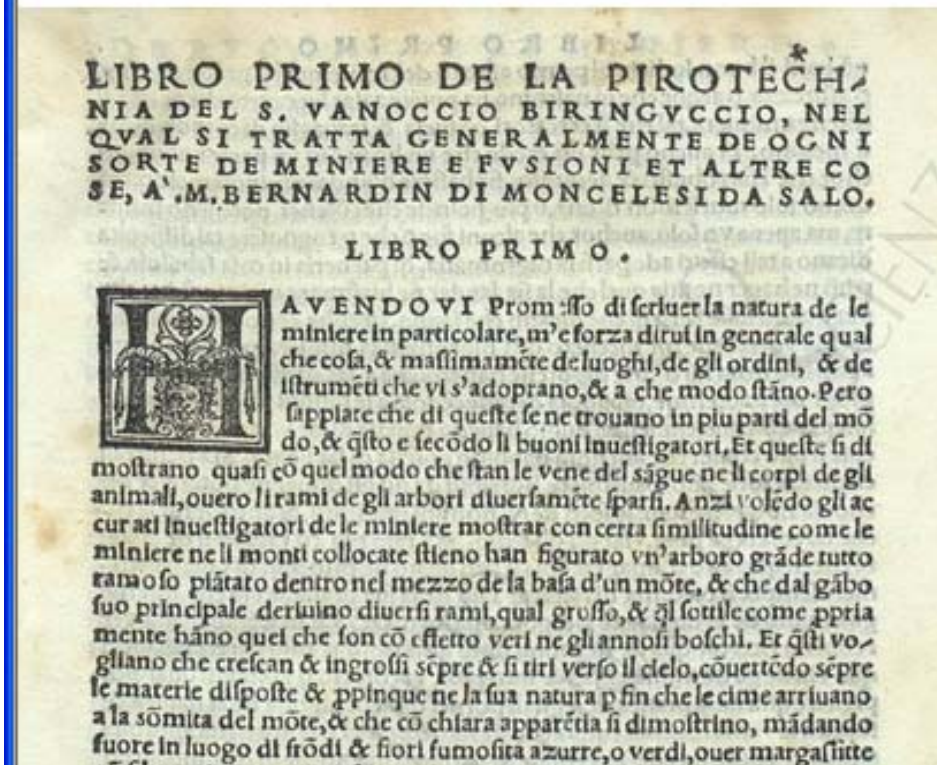 LIBRO PRIMO DE LA PIROTECH⸗
NIA DEL S. VANOCCIO BIRINGVCCIO, NEL
QVAL SI TRATTA GENERALMENTE DE OGNI
SORTE DE MINIERE E FVSIONI ET ALTRE CO
SE, A'.M. BERNARDIN DI MONCELESI DA SALO.
LIBRO PRIMO.
HAVENDOVI Prom isso di scriuer la natura de le
miniere in particolare, m'e forza dirui in generale qual
che cosa, & massimamēte de luoghi, de gli ordini, & de
istrumēti che vi s'adoprano, & a che modo stāno. Pero
sappiate che di queste se ne trouano in piu parti del mō
do, & q̄sto e secōdo li buoni inuestigatori. Et queste si di
mostrano quasi cō quel modo che stan le vene del sāgue ne li corpi de gli
animali, ouero li rami de gli arbori diuersamēte sparsi. Anzi volēdo gli ac
curati inuestigatori de le miniere mostrar con certa similitudine come le
miniere ne li monti collocate stieno han figurato vn'arboro grāde tutto
ramoso piātato dentro nel mezzo de la basa d'un mōte, & che dal gābo
suo principale deriuino diuersi rami, qual grosso, & q̄l sottile come ꝓpria
mente hāno quei che son cō effetto veri ne gli annosi boschi. Et q̄sti vo⸗
gliano che crescan & ingrossi sēpre & si tiri verso il cielo, cōuertēdo sēpre
le materie disposte & ꝓpinque ne la sua natura ꝑ fin che le cime arriuano
a la sōmita del mōte, & che cō chiara apparētia si dimostrino, mādando
fuore in luogo di frōdi & fiori fumosita azurre, o verdi, ouer margassitte